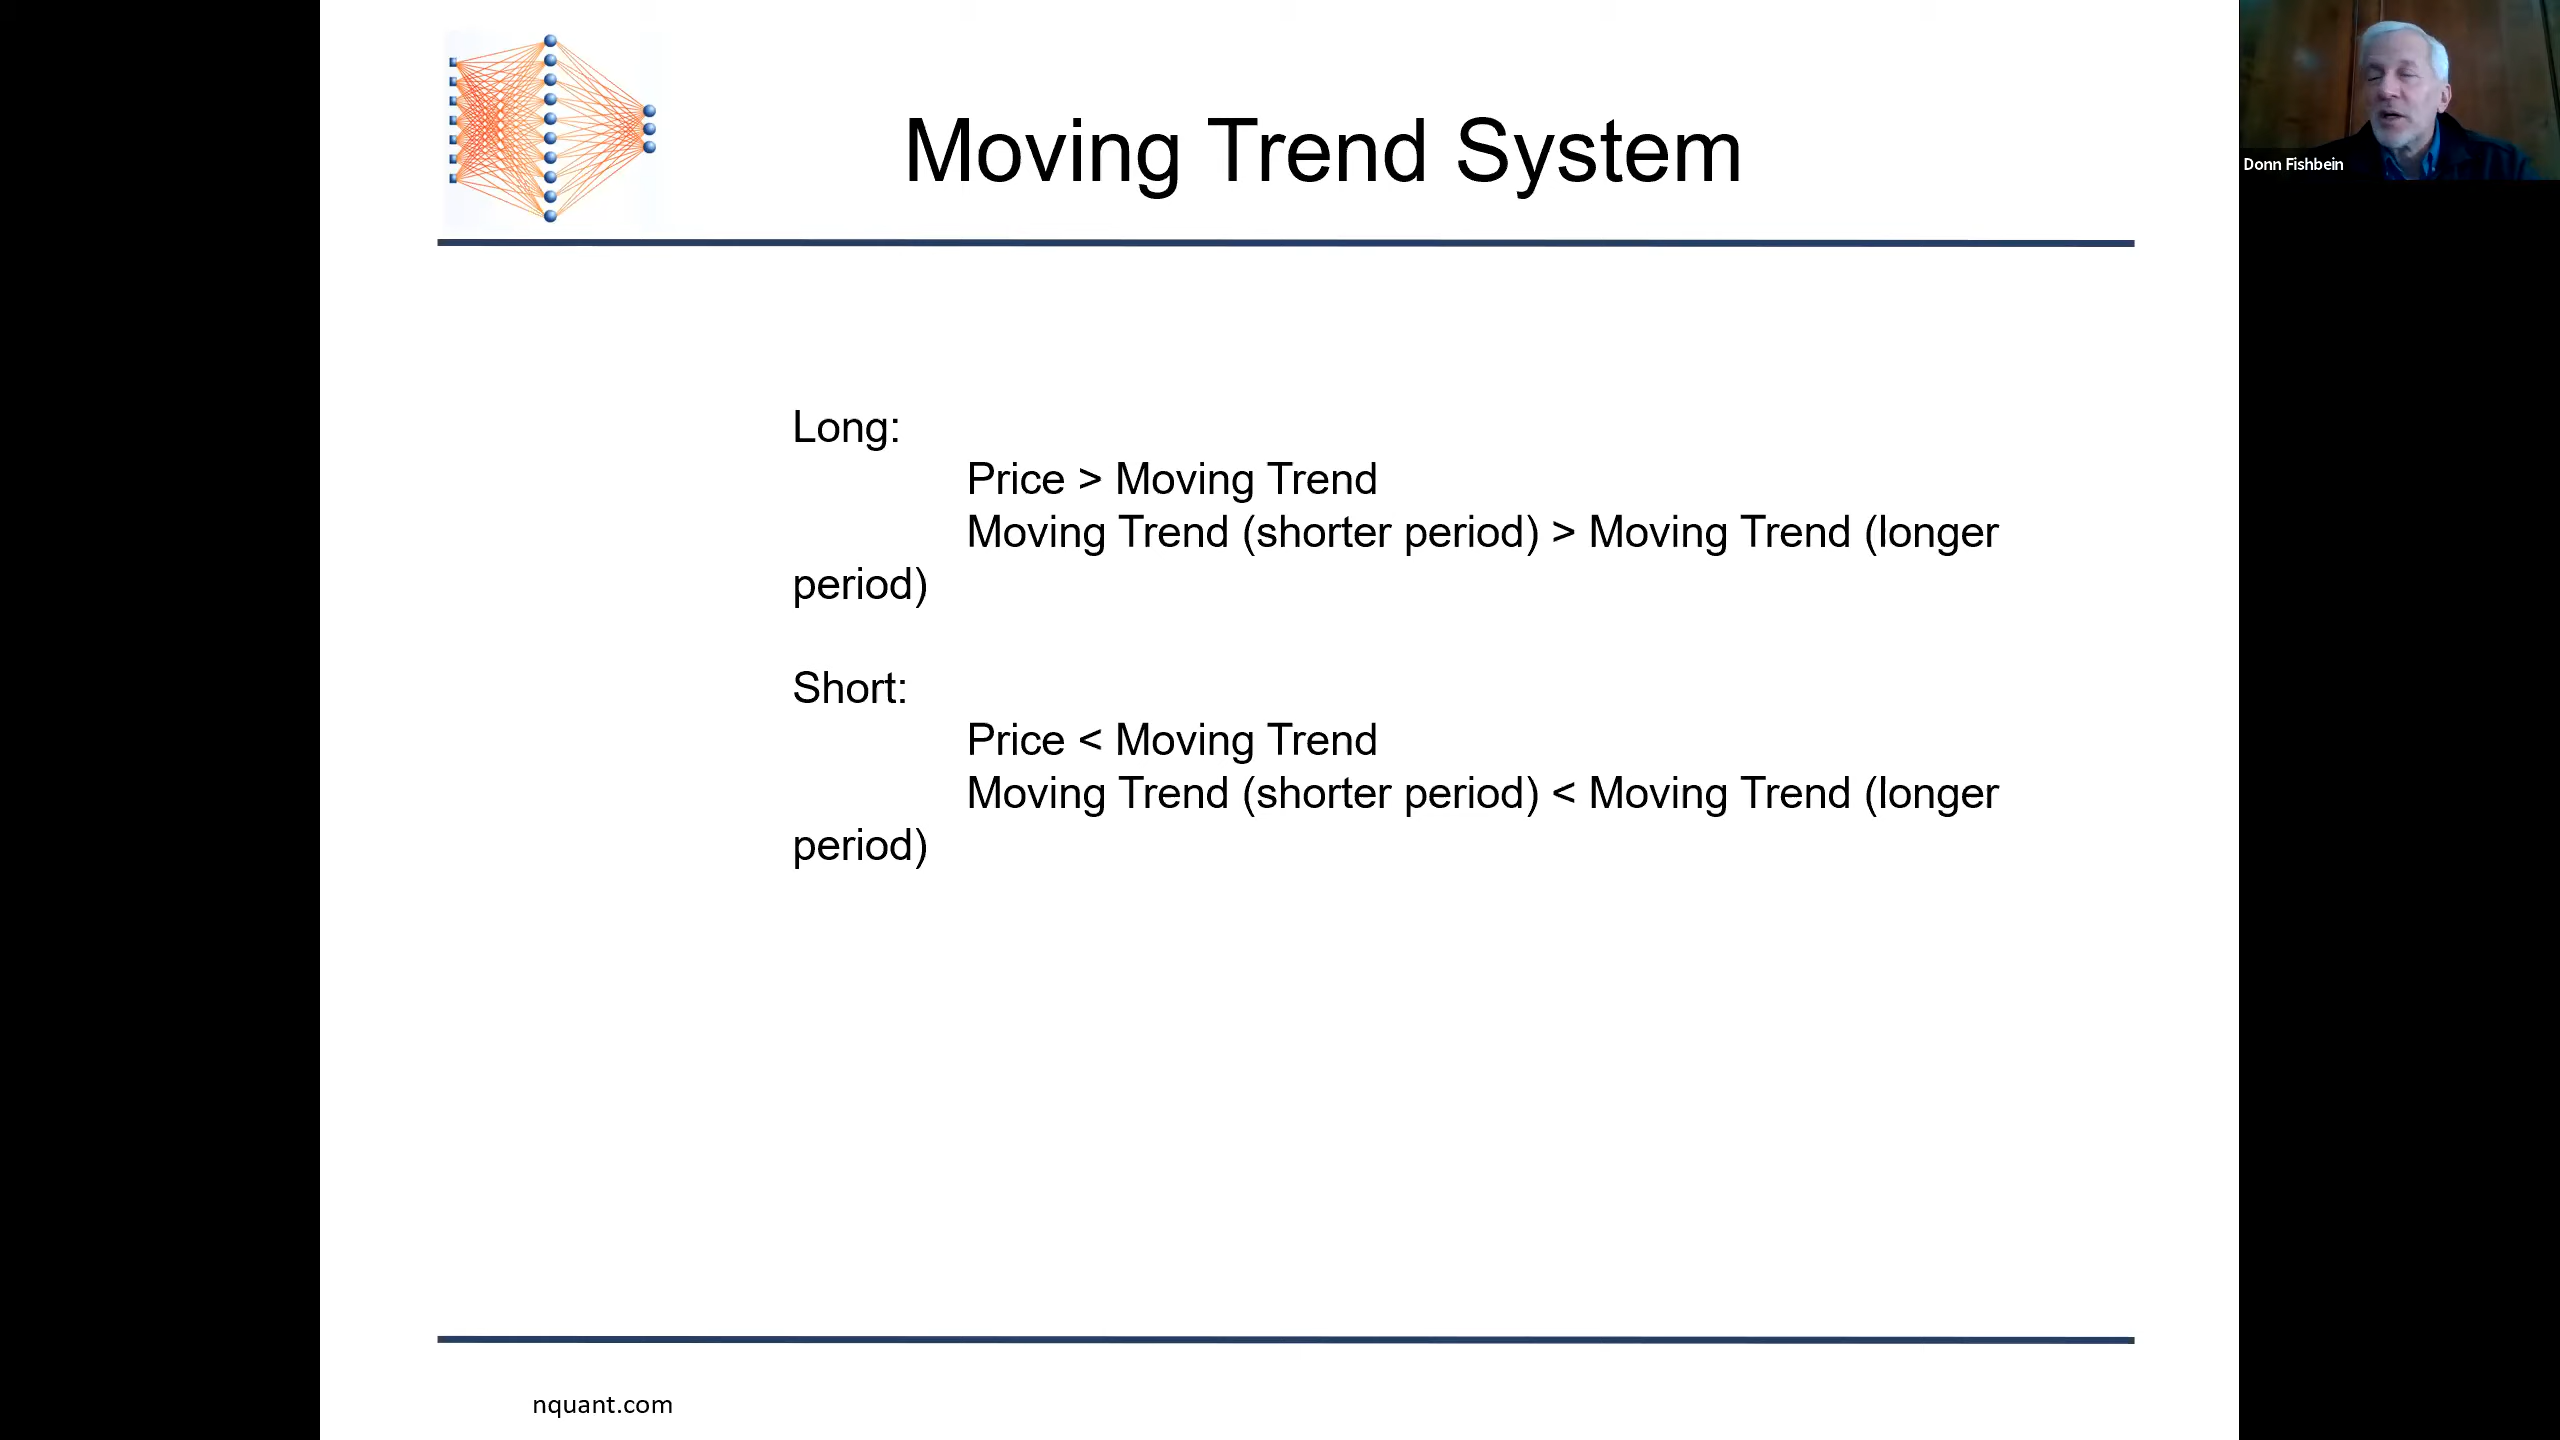 Moving Trend System
Donn Fishbein
Long:
Price > Moving Trend
Moving Trend (shorter period) > Moving Trend (longer
period)
Short:
Price < Moving Trend
Moving Trend (shorter period) < Moving Trend (longer
period)
nquant.com